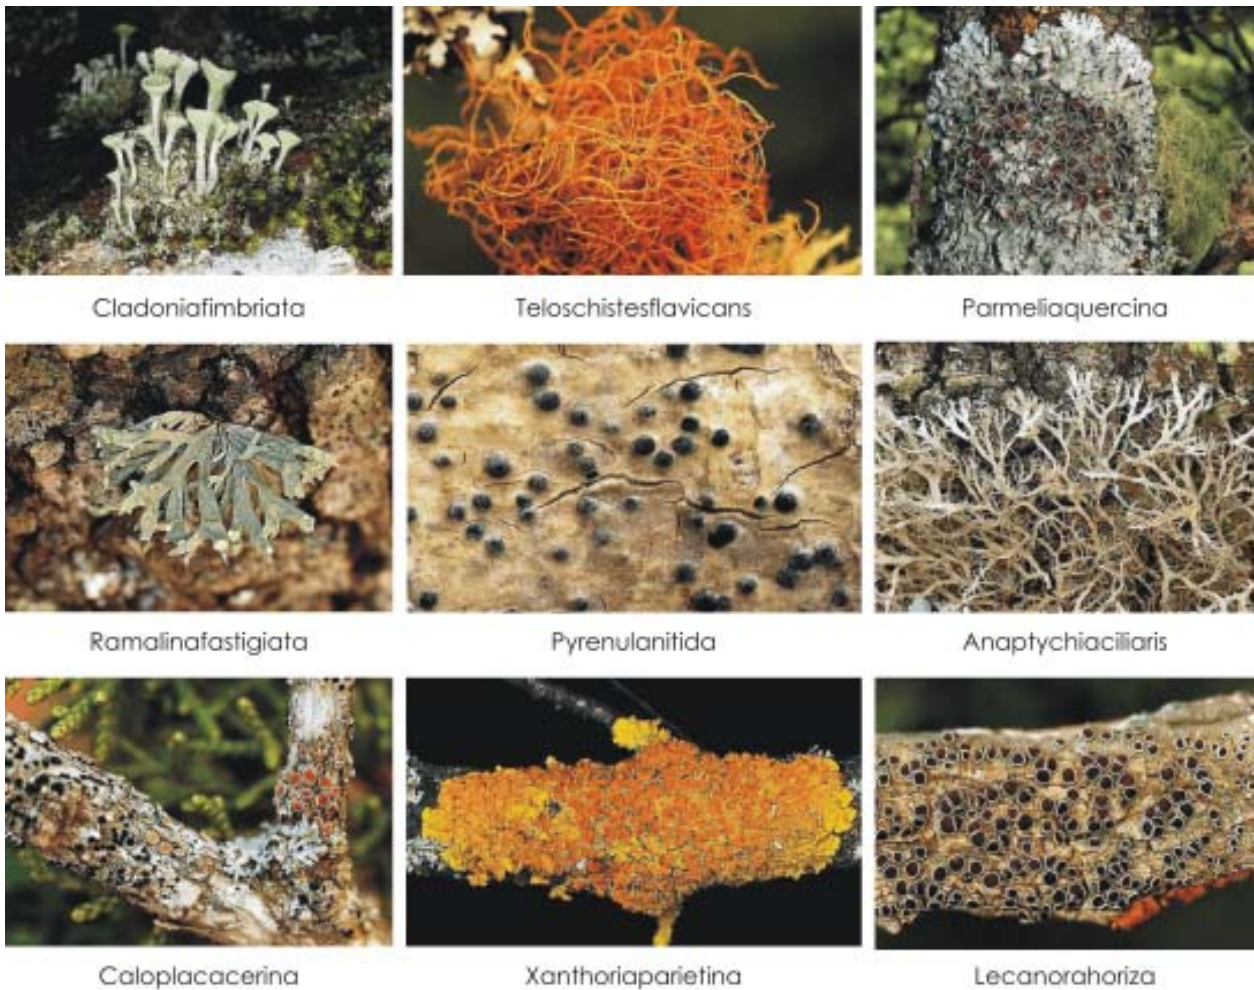 Cladoniafimbriata
Teloschistesflavicans
Parmeliaquercina
Ramalinafastigiata
Pyrenulanitida
Anaptychiaciliaris
Caloplacacerina
Xanthoriaparietina
Lecanorahoriza